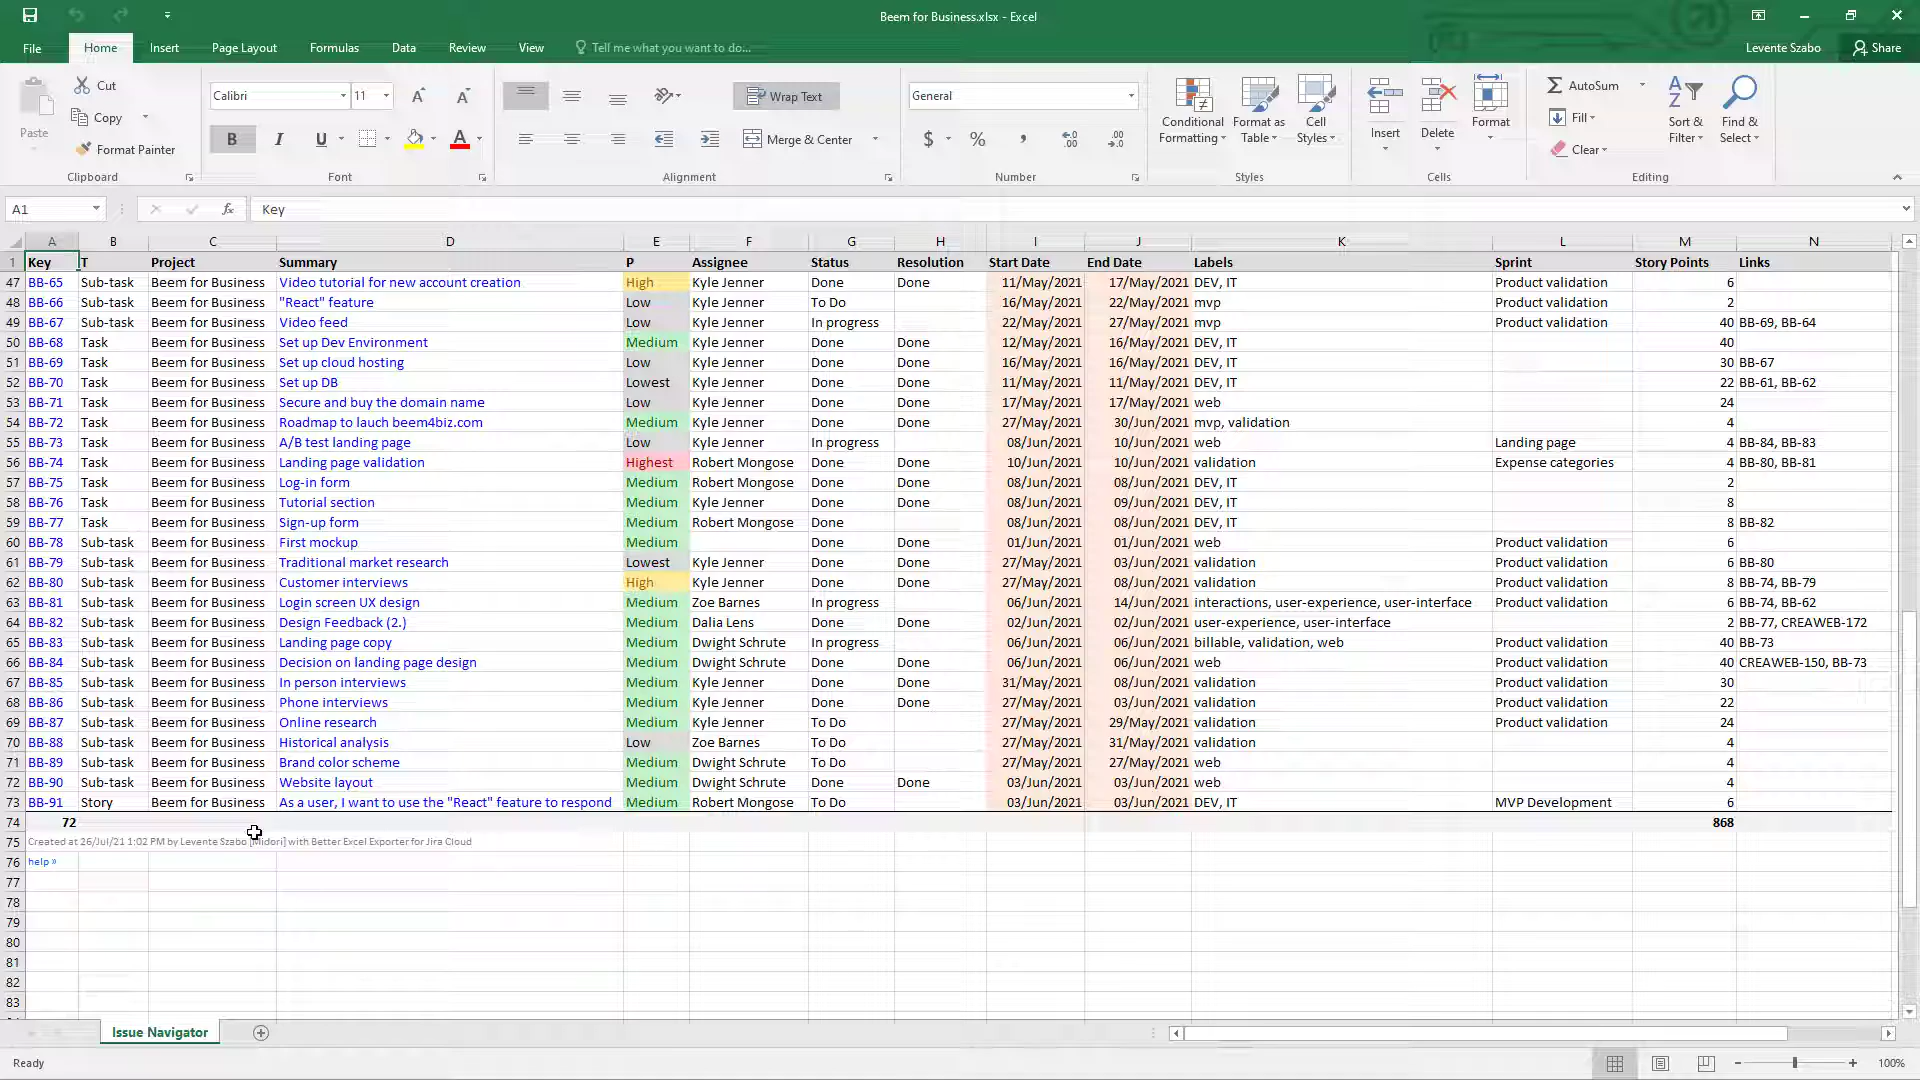 Beem for Business.xlsx - Excel
File Home Insert Page Layout Formulas Data Review View Tell me what you want to do... Levente Szabo Share
Cut
Copy
Format Painter
Paste
Clipboard
Calibri 11
B I U
Font
Wrap Text
Merge & Center
Alignment
General
$ % ,
Number
Conditional Formatting Format as Table Cell Styles
Styles
Insert Delete Format
Cells
AutoSum
Fill
Clear
Sort & Filter Find & Select
Editing
A1 fx Key
A B C D E F G H I J K L M N
1 Key T Project Summary P Assignee Status Resolution Start Date End Date Labels Sprint Story Points Links
47 BB-65 Sub-task Beem for Business Video tutorial for new account creation High Kyle Jenner Done Done 11/May/2021 17/May/2021 DEV, IT Product validation 6
48 BB-66 Sub-task Beem for Business "React" feature Low Kyle Jenner To Do 16/May/2021 22/May/2021 mvp Product validation 2
49 BB-67 Sub-task Beem for Business Video feed Low Kyle Jenner In progress 22/May/2021 27/May/2021 mvp Product validation 40 BB-69, BB-64
50 BB-68 Task Beem for Business Set up Dev Environment Medium Kyle Jenner Done Done 12/May/2021 16/May/2021 DEV, IT 40
51 BB-69 Task Beem for Business Set up cloud hosting Low Kyle Jenner Done Done 16/May/2021 16/May/2021 DEV, IT 30 BB-67
52 BB-70 Task Beem for Business Set up DB Lowest Kyle Jenner Done Done 11/May/2021 11/May/2021 DEV, IT 22 BB-61, BB-62
53 BB-71 Task Beem for Business Secure and buy the domain name Low Kyle Jenner Done Done 17/May/2021 17/May/2021 web 24
54 BB-72 Task Beem for Business Roadmap to lauch beem4biz.com Medium Kyle Jenner Done Done 27/May/2021 30/Jun/2021 mvp, validation 4
55 BB-73 Task Beem for Business A/B test landing page Low Kyle Jenner In progress 08/Jun/2021 10/Jun/2021 web Landing page 4 BB-84, BB-83
56 BB-74 Task Beem for Business Landing page validation Highest Robert Mongose Done Done 10/Jun/2021 10/Jun/2021 validation Expense categories 4 BB-80, BB-81
57 BB-75 Task Beem for Business Log-in form Medium Robert Mongose Done Done 08/Jun/2021 08/Jun/2021 DEV, IT 2
58 BB-76 Task Beem for Business Tutorial section Medium Kyle Jenner Done Done 08/Jun/2021 09/Jun/2021 DEV, IT 8
59 BB-77 Task Beem for Business Sign-up form Medium Robert Mongose Done 08/Jun/2021 08/Jun/2021 DEV, IT 8 BB-82
60 BB-78 Sub-task Beem for Business First mockup Medium Done Done 01/Jun/2021 01/Jun/2021 web Product validation 6
61 BB-79 Sub-task Beem for Business Traditional market research Lowest Kyle Jenner Done Done 27/May/2021 03/Jun/2021 validation Product validation 6 BB-80
62 BB-80 Sub-task Beem for Business Customer interviews High Kyle Jenner Done Done 27/May/2021 08/Jun/2021 validation Product validation 8 BB-74, BB-79
63 BB-81 Sub-task Beem for Business Login screen UX design Medium Zoe Barnes In progress 06/Jun/2021 14/Jun/2021 interactions, user-experience, user-interface Product validation 6 BB-74, BB-62
64 BB-82 Sub-task Beem for Business Design Feedback (2.) Medium Dalia Lens Done Done 02/Jun/2021 02/Jun/2021 user-experience, user-interface 2 BB-77, CREAWEB-172
65 BB-83 Sub-task Beem for Business Landing page copy Medium Dwight Schrute In progress 06/Jun/2021 06/Jun/2021 billable, validation, web Product validation 40 BB-73
66 BB-84 Sub-task Beem for Business Decision on landing page design Medium Dwight Schrute Done Done 06/Jun/2021 06/Jun/2021 web Product validation 40 CREAWEB-150, BB-73
67 BB-85 Sub-task Beem for Business In person interviews Medium Kyle Jenner Done Done 31/May/2021 08/Jun/2021 validation Product validation 30
68 BB-86 Sub-task Beem for Business Phone interviews Medium Kyle Jenner Done Done 27/May/2021 03/Jun/2021 validation Product validation 22
69 BB-87 Sub-task Beem for Business Online research Medium Kyle Jenner To Do 27/May/2021 29/May/2021 validation Product validation 24
70 BB-88 Sub-task Beem for Business Historical analysis Low Zoe Barnes To Do 27/May/2021 31/May/2021 validation 4
71 BB-89 Sub-task Beem for Business Brand color scheme Medium Dwight Schrute To Do 27/May/2021 27/May/2021 web 4
72 BB-90 Sub-task Beem for Business Website layout Medium Dwight Schrute Done Done 03/Jun/2021 03/Jun/2021 web 4
73 BB-91 Story Beem for Business As a user, I want to use the "React" feature to respond Medium Robert Mongose To Do 03/Jun/2021 03/Jun/2021 DEV, IT MVP Development 6
74 72 868
75 Created at 26/Jul/21 1:02 PM by Levente Szabo [Midori] with Better Excel Exporter for Jira Cloud
76 help »
77
78
79
80
81
82
83
Issue Navigator
Ready 100%